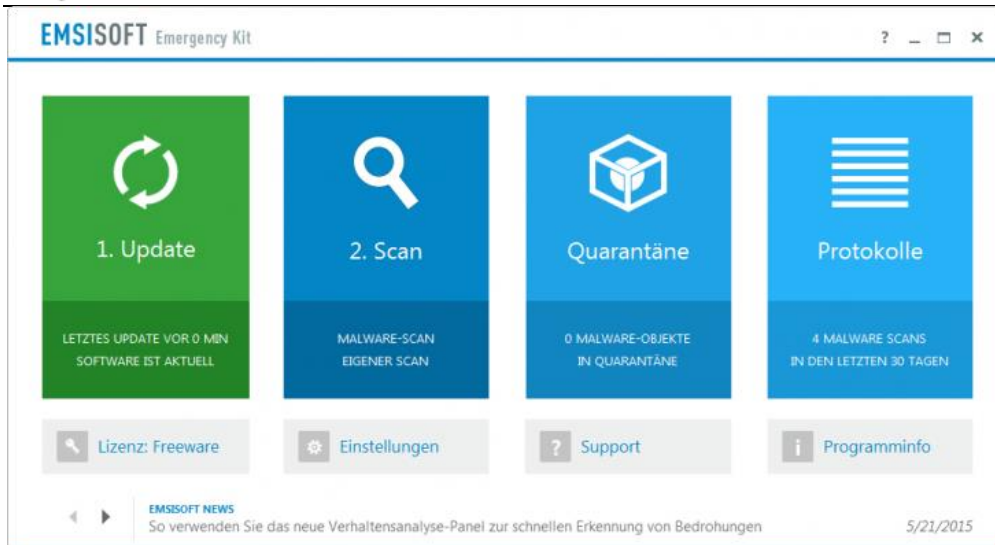 EMSISOFT Emergency Kit
?
1. Update
LETZTES UPDATE VOR 0 MIN
SOFTWARE IST AKTUELL
2. Scan
MALWARE-SCAN
EIGENER SCAN
Quarantäne
0 MALWARE-OBJEKTE
IN QUARANTÄNE
Protokolle
4 MALWARE SCANS
IN DEN LETZTEN 30 TAGEN
Lizenz: Freeware
Einstellungen
? Support
i Programminfo
EMSISOFT NEWS
So verwenden Sie das neue Verhaltensanalyse-Panel zur schnellen Erkennung von Bedrohungen
5/21/2015